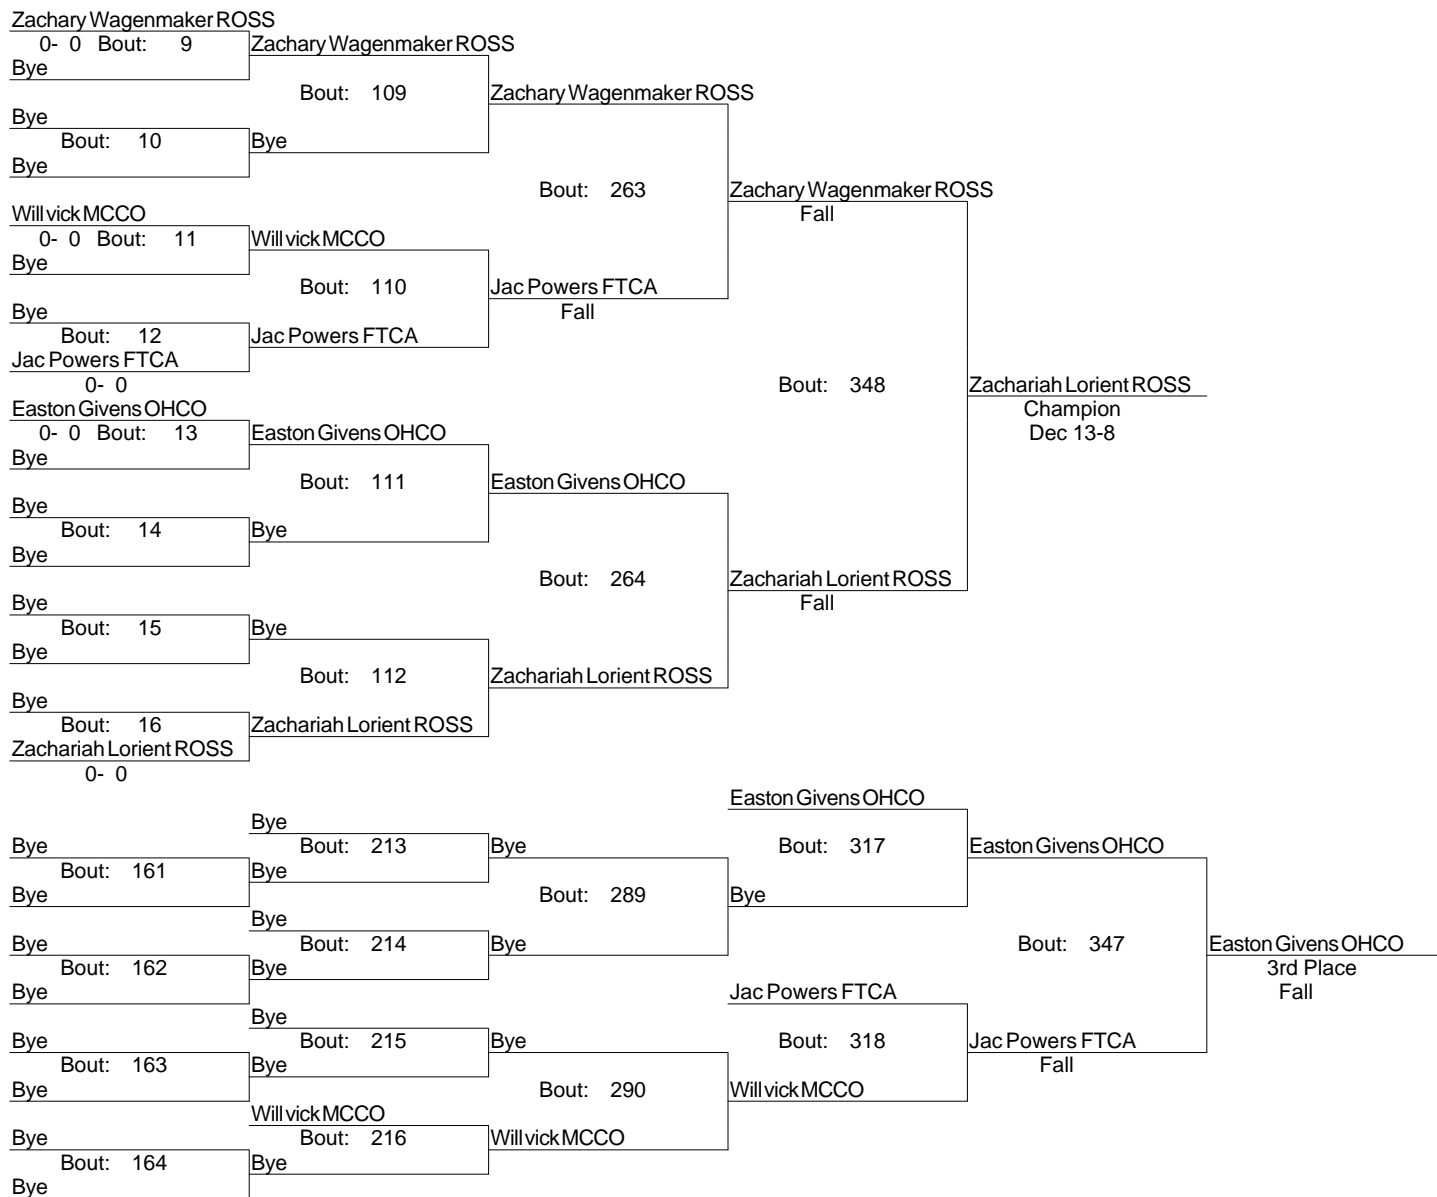 Zachary Wagenmaker ROSS
0- 0 Bout: 9 Zachary Wagenmaker ROSS
Bye
Bout: 109 Zachary Wagenmaker ROSS
Bye
Bout: 10 Bye
Bye
Bout: 263 Zachary Wagenmaker ROSS
Fall
Will vick MCCO
0- 0 Bout: 11 Will vick MCCO
Bye
Bout: 110 Jac Powers FTCA
Fall
Bye
Bout: 12 Jac Powers FTCA
Jac Powers FTCA
0- 0
Bout: 348 Zachariah Lorient ROSS
Champion
Dec 13-8
Easton Givens OHCO
0- 0 Bout: 13 Easton Givens OHCO
Bye
Bout: 111 Easton Givens OHCO
Bye
Bout: 14 Bye
Bye
Bout: 264 Zachariah Lorient ROSS
Fall
Bye
Bout: 15 Bye
Bye
Bout: 112 Zachariah Lorient ROSS
Bye
Bout: 16 Zachariah Lorient ROSS
Zachariah Lorient ROSS
0- 0
Easton Givens OHCO
Bye
Bye Bout: 213 Bye Bout: 317 Easton Givens OHCO
Bout: 161 Bye
Bye Bout: 289 Bye
Bye
Bye Bout: 214 Bye Bout: 347 Easton Givens OHCO
Bout: 162 Bye 3rd Place
Bye Jac Powers FTCA Fall
Bye
Bye Bout: 215 Bye Bout: 318 Jac Powers FTCA
Bout: 163 Bye Fall
Bye Bout: 290 Will vick MCCO
Will vick MCCO
Bye Bout: 216 Will vick MCCO
Bout: 164 Bye
Bye